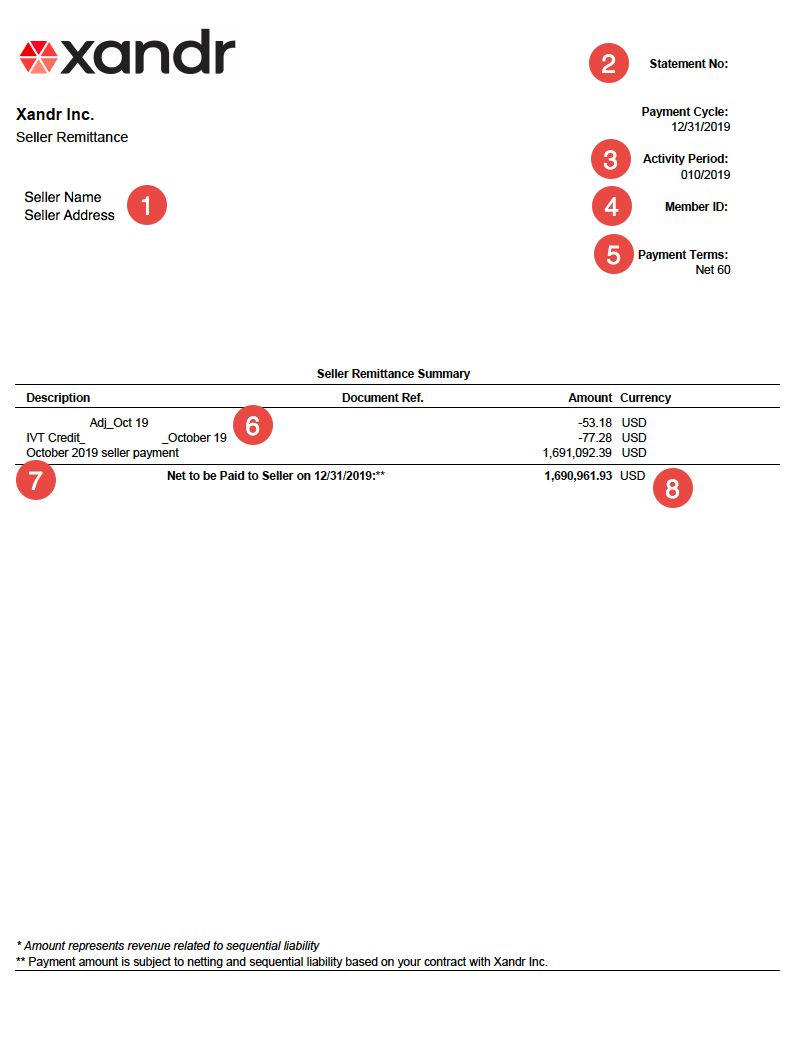 xandr
2 Statement No:
Xandr Inc.
Seller Remittance
Payment Cycle:
12/31/2019
3 Activity Period:
010/2019
Seller Name
Seller Address
1
4 Member ID:
5 Payment Terms:
Net 60
Seller Remittance Summary
Description Document Ref. Amount Currency
Adj_Oct 19 6 -53.18 USD
IVT Credit_ _October 19 -77.28 USD
October 2019 seller payment 1,691,092.39 USD
7 Net to be Paid to Seller on 12/31/2019:** 1,690,961.93 USD 8
* Amount represents revenue related to sequential liability
** Payment amount is subject to netting and sequential liability based on your contract with Xandr Inc.